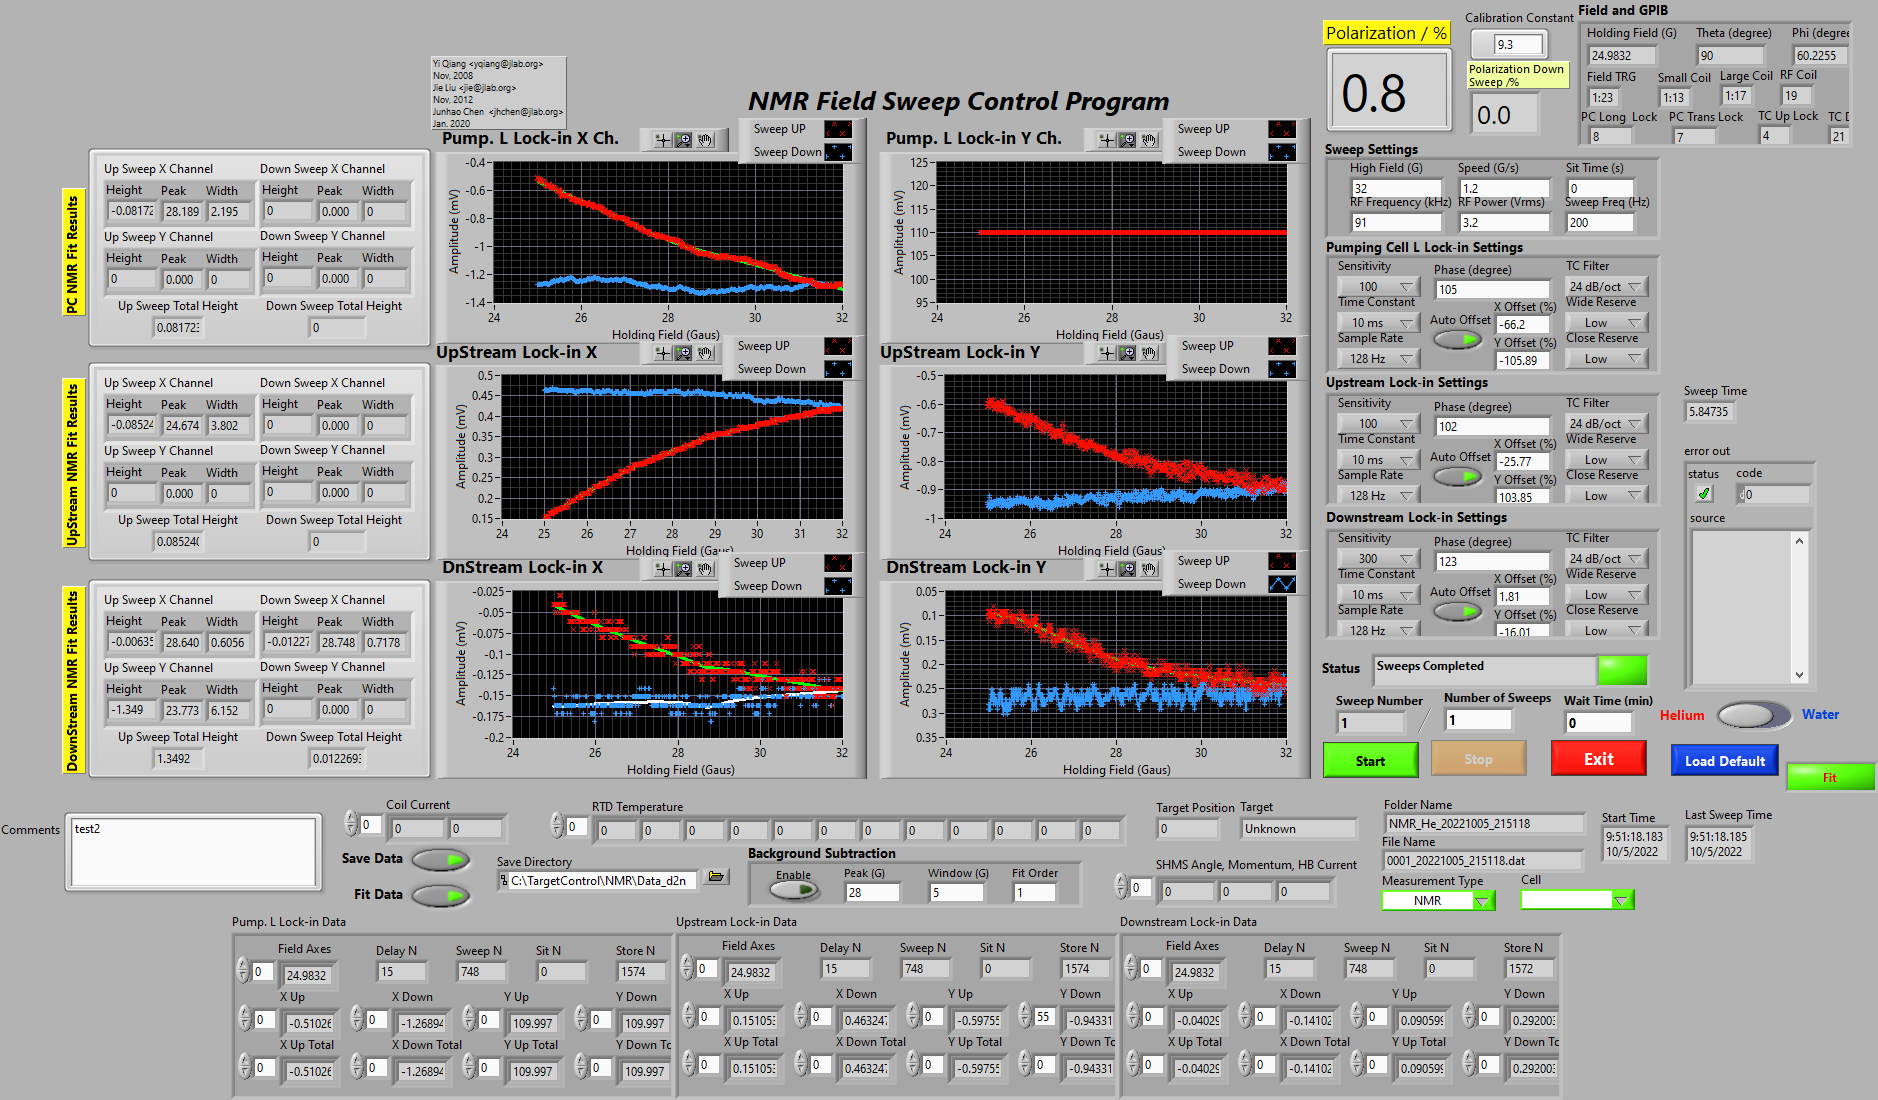 Yi Qiang <yqiang@jlab.org>
Nov, 2008
Jie Liu <jie@jlab.org>
Nov, 2012
Junhao Chen <jhchen@jlab.org>
Jan. 2020
NMR Field Sweep Control Program
Polarization / %
0.8
Calibration Constant
9.3
Polarization Down
Sweep /%
0.0
Field and GPIB
Holding Field (G) Theta (degree) Phi (degree
24.9832 90 60.2255
Field TRG Small Coil Large Coil RF Coil
1:23 1:13 1:17 19
PC Long Lock PC Trans Lock TC Up Lock TC D
8 7 4 21
PC NMR Fit Results
Up Sweep X Channel Down Sweep X Channel
Height Peak Width Height Peak Width
-0.08172 28.189 2.195 0 0.000 0
Up Sweep Y Channel Down Sweep Y Channel
Height Peak Width Height Peak Width
0 0.000 0 0 0.000 0
Up Sweep Total Height Down Sweep Total Height
0.081723 0
UpStream NMR Fit Results
Up Sweep X Channel Down Sweep X Channel
Height Peak Width Height Peak Width
-0.08524 24.674 3.802 0 0.000 0
Up Sweep Y Channel Down Sweep Y Channel
Height Peak Width Height Peak Width
0 0.000 0 0 0.000 0
Up Sweep Total Height Down Sweep Total Height
0.085240 0
DownStream NMR Fit Results
Up Sweep X Channel Down Sweep X Channel
Height Peak Width Height Peak Width
-0.00635 28.640 0.6056 -0.01227 28.748 0.7178
Up Sweep Y Channel Down Sweep Y Channel
Height Peak Width Height Peak Width
-1.349 23.773 6.152 0 0.000 0
Up Sweep Total Height Down Sweep Total Height
1.3492 0.012269
Pump. L Lock-in X Ch.
Sweep UP
Sweep Down
Amplitude (mV)
-0.4
-0.6
-0.8
-1
-1.2
-1.4
24 26 28 30 32
Holding Field (Gaus)
Pump. L Lock-in Y Ch.
Sweep UP
Sweep Down
Amplitude (mV)
125
120
115
110
105
100
95
24 26 28 30 32
Holding Field (Gaus)
UpStream Lock-in X
Sweep UP
Sweep Down
Amplitude (mV)
0.5
0.45
0.4
0.35
0.3
0.25
0.2
0.15
24 25 26 27 28 29 30 31 32
Holding Field (Gaus)
UpStream Lock-in Y
Sweep UP
Sweep Down
Amplitude (mV)
-0.5
-0.6
-0.7
-0.8
-0.9
-1
24 26 28 30 32
Holding Field (Gaus)
DnStream Lock-in X
Sweep UP
Sweep Down
Amplitude (mV)
-0.025
-0.05
-0.075
-0.1
-0.125
-0.15
-0.175
-0.2
24 26 28 30 32
Holding Field (Gaus)
DnStream Lock-in Y
Sweep UP
Sweep Down
Amplitude (mV)
0.05
0.1
0.15
0.2
0.25
0.3
0.35
24 26 28 30 32
Holding Field (Gaus)
Sweep Settings
High Field (G) Speed (G/s) Sit Time (s)
32 1.2 0
RF Frequency (kHz) RF Power (Vrms) Sweep Freq (Hz)
91 3.2 200
Pumping Cell L Lock-in Settings
Sensitivity Phase (degree) TC Filter
100 105 24 dB/oct
Time Constant X Offset (%) Wide Reserve
10 ms Auto Offset -66.2 Low
Sample Rate Y Offset (%) Close Reserve
128 Hz -105.89 Low
Upstream Lock-in Settings
Sensitivity Phase (degree) TC Filter
100 102 24 dB/oct
Time Constant X Offset (%) Wide Reserve
10 ms Auto Offset -25.77 Low
Sample Rate Y Offset (%) Close Reserve
128 Hz 103.85 Low
Downstream Lock-in Settings
Sensitivity Phase (degree) TC Filter
300 123 24 dB/oct
Time Constant X Offset (%) Wide Reserve
10 ms Auto Offset 1.81 Low
Sample Rate Y Offset (%) Close Reserve
128 Hz -16.01 Low
Sweep Time
5.84735
error out
status code
0
source
Status Sweeps Completed
Sweep Number Number of Sweeps Wait Time (min)
1 / 1 0
Helium Water
Start Stop Exit Load Default Fit
Comments test2
Coil Current
0 0 0
Save Data
Fit Data
RTD Temperature
0 0 0 0 0 0 0 0 0 0 0 0 0
Save Directory
C:\TargetControl\NMR\Data_d2n
Background Subtraction
Enable Peak (G) Window (G) Fit Order
28 5 1
Target Position Target
0 Unknown
SHMS Angle, Momentum, HB Current
0 0 0 0
Folder Name
NMR_He_20221005_215118
File Name
0001_20221005_215118.dat
Measurement Type Cell
NMR
Start Time
9:51:18.183
10/5/2022
Last Sweep Time
9:51:18.185
10/5/2022
Pump. L Lock-in Data
Field Axes Delay N Sweep N Sit N Store N
0 24.9832 15 748 0 1574
X Up X Down Y Up Y Down
0 -0.51026 0 -1.26894 0 109.997 0 109.997
X Up Total X Down Total Y Up Total Y Down To
0 -0.51026 0 -1.26894 0 109.997 0 109.997
Upstream Lock-in Data
Field Axes Delay N Sweep N Sit N Store N
0 24.9832 15 748 0 1574
X Up X Down Y Up Y Down
0 0.151053 0 0.463247 0 -0.59755 55 -0.94331
X Up Total X Down Total Y Up Total Y Down Tc
0 0.151053 0 0.463247 0 -0.59755 0 -0.94331
Downstream Lock-in Data
Field Axes Delay N Sweep N Sit N Store N
0 24.9832 15 748 0 1572
X Up X Down Y Up Y Down
0 -0.04029 0 -0.14102 0 0.090599 0 0.292003
X Up Total X Down Total Y Up Total Y Down Tc
0 -0.04029 0 -0.14102 0 0.090599 0 0.292003